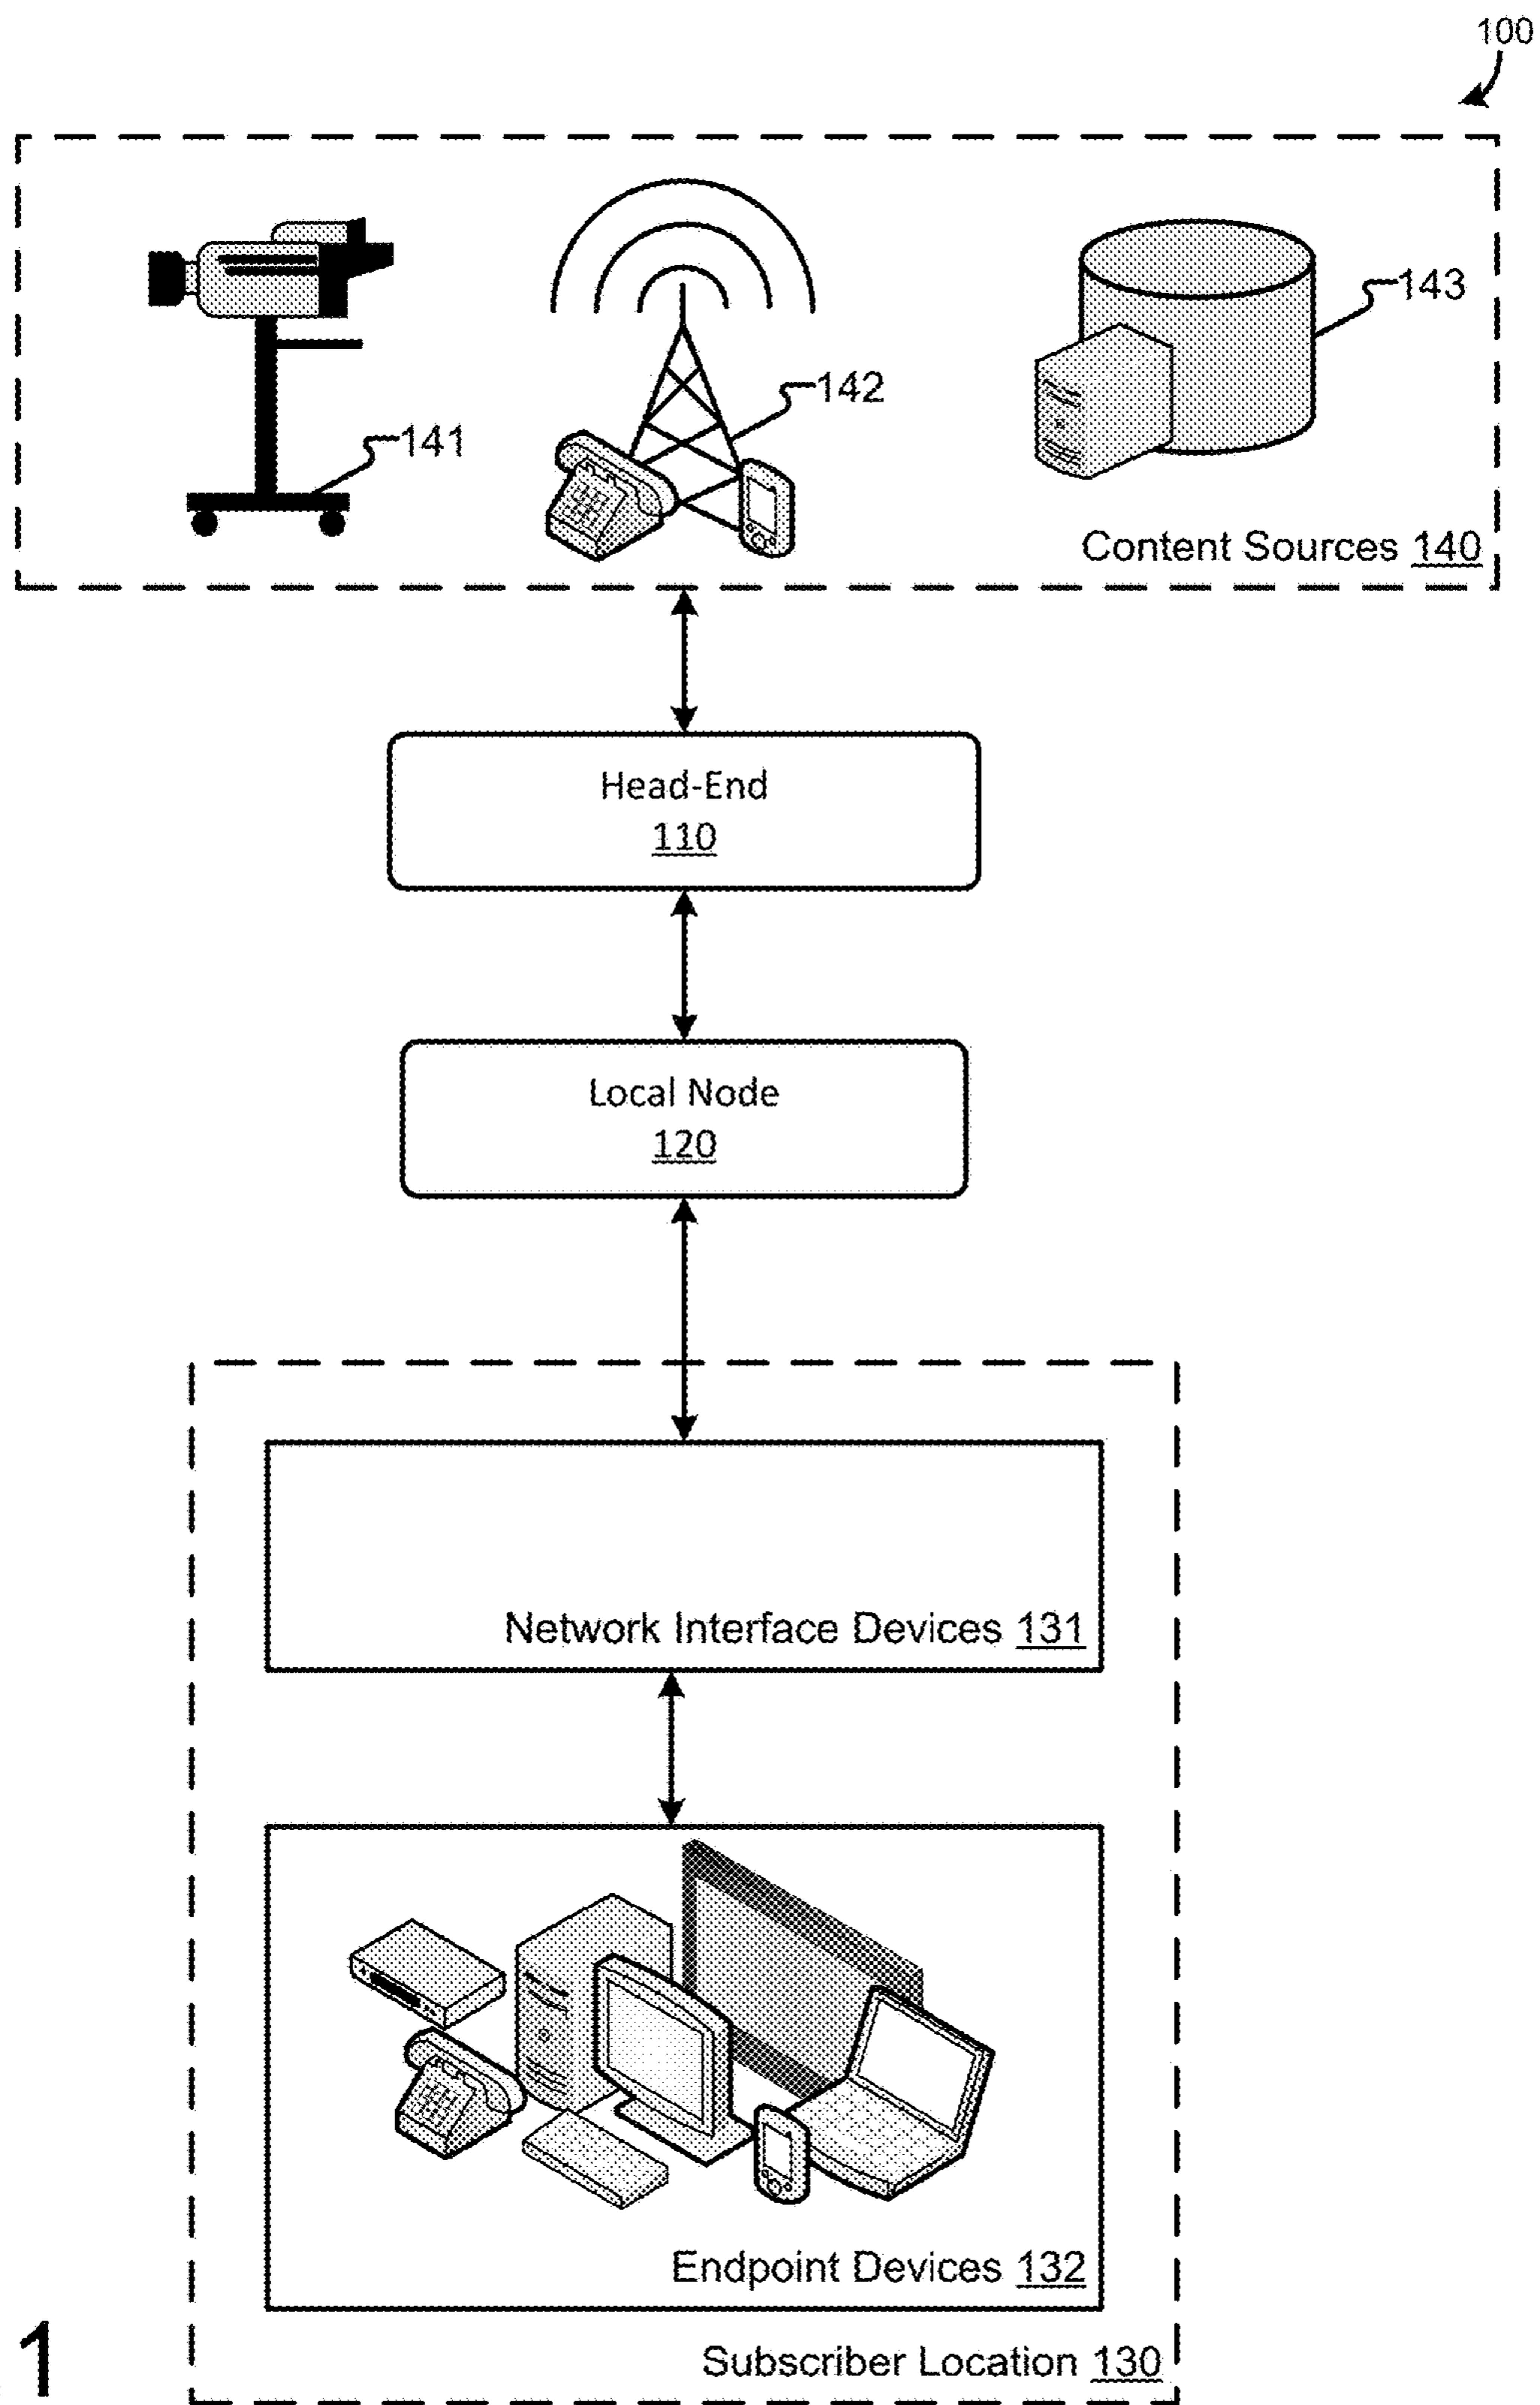 100
143
142
141
Content Sources 140
Head-End
110
Local Node
120
Network Interface Devices 131
Endpoint Devices 132
Subscriber Location 130
1